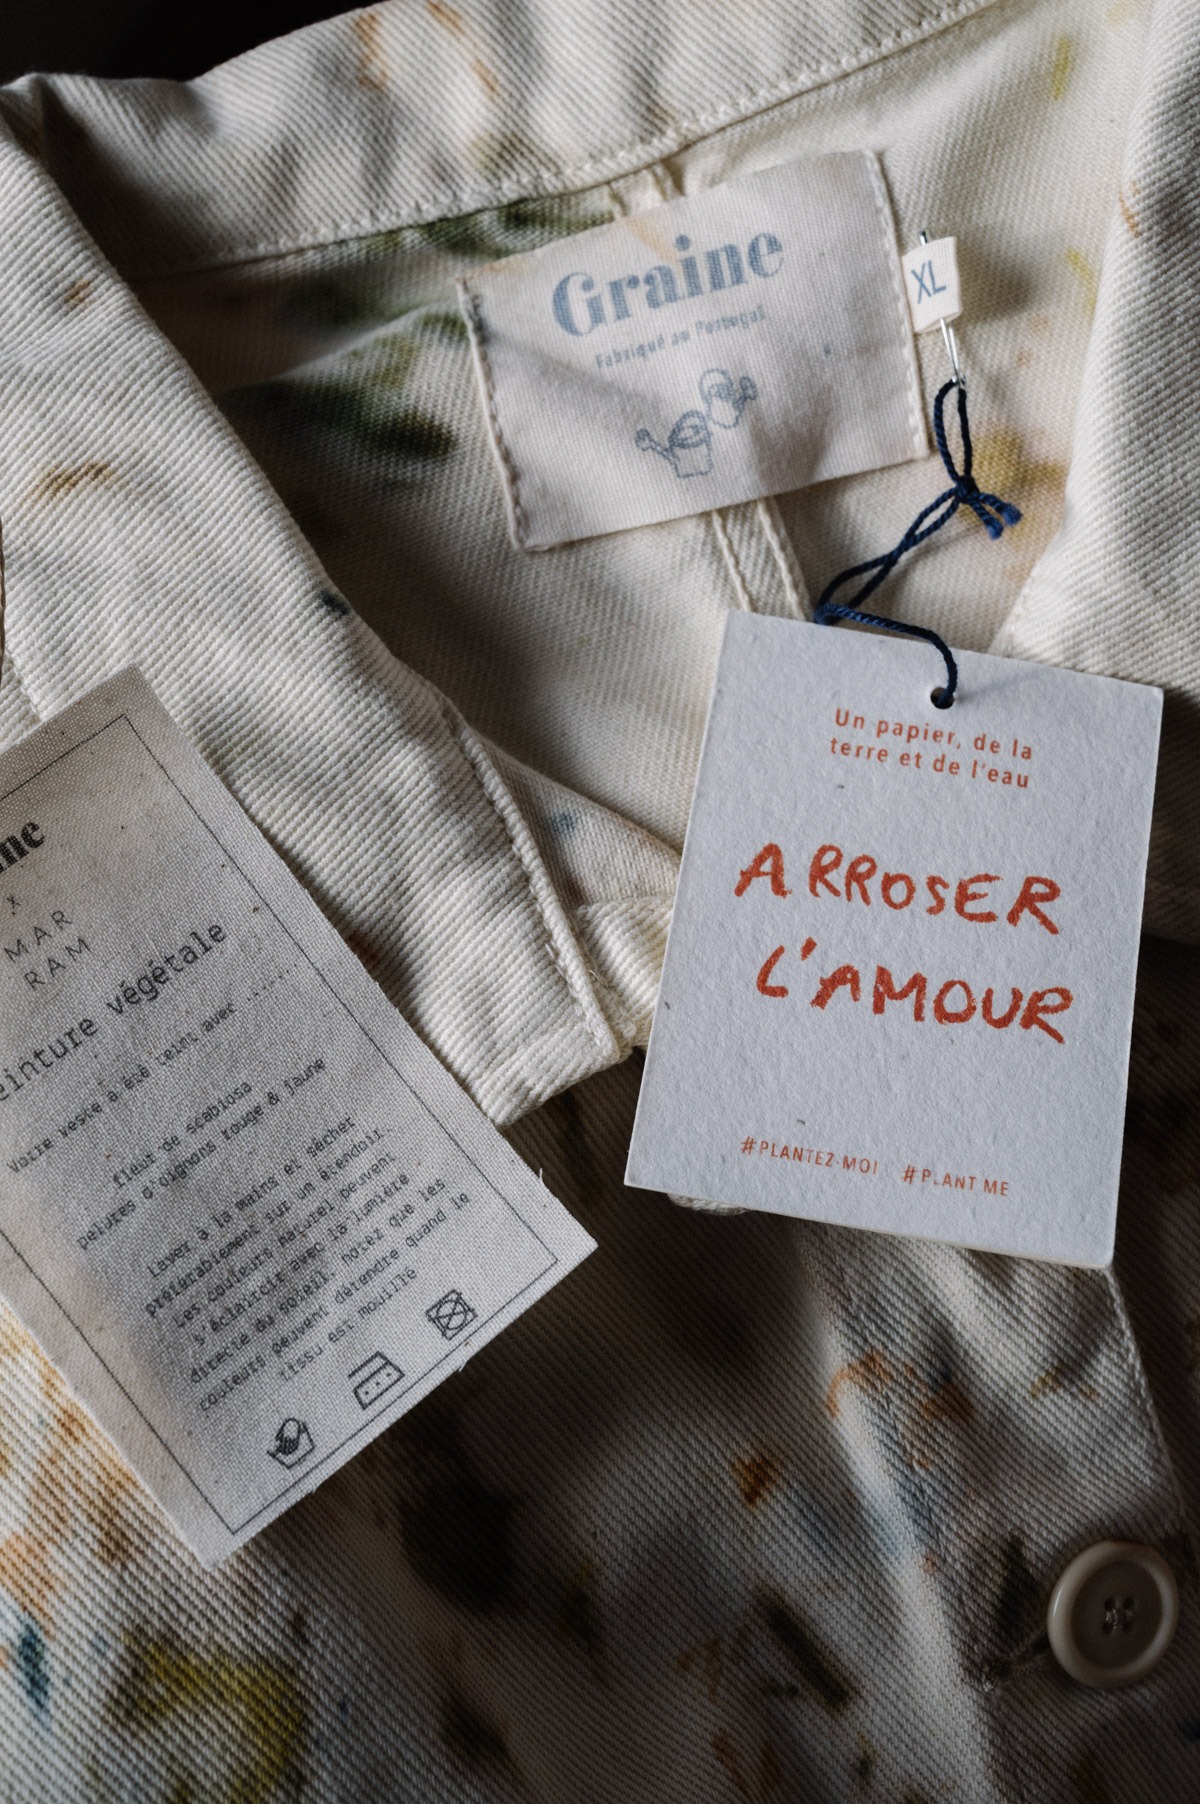 Graine
Fabriqué au Portugal
XL
Un papier, de la
terre et de l'eau
ARROSER
L'AMOUR
#PLANTEZ-MOI #PLANT ME
ne
x
MAR
RAM
einture végétale
Votre veste a été teint avec ......
fleur de scabiosa
pelures d'oignons rouge & jaune
laver à la mains et sécher
préférablement sur un étendoir.
Les couleurs naturel peuvent
s'éclaircir avec la lumière
directe du soleil, notez que les
couleurs peuvent détendre quand le
tissu est mouillé